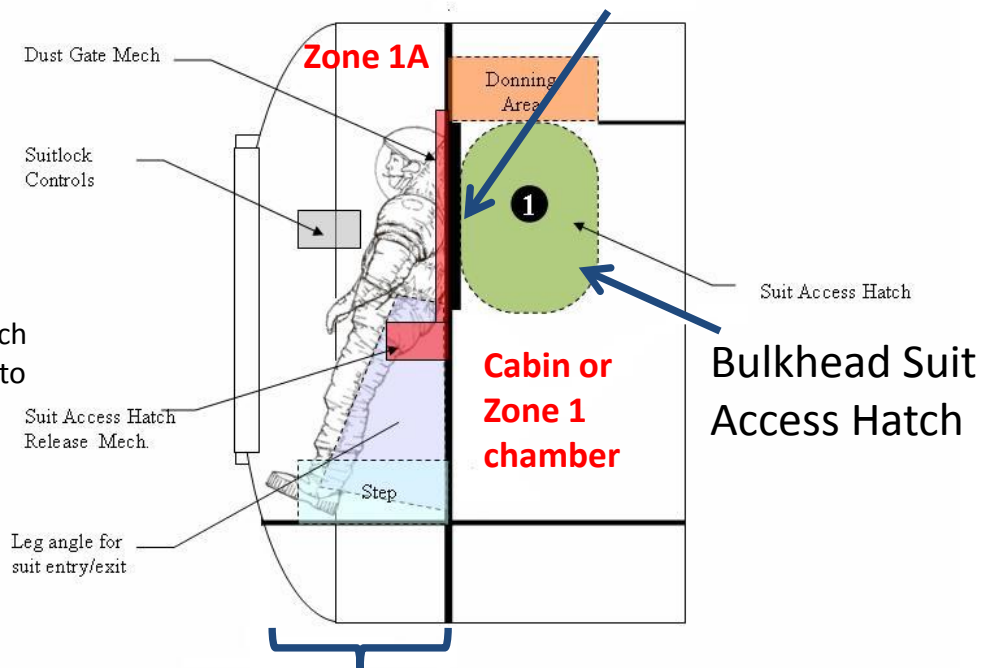 Dust Gate Mech
Zone 1A
Donning
Area
Suitlock
Controls
1
Suit Access Hatch
ch
to
Cabin or
Zone 1
chamber
Bulkhead Suit
Access Hatch
Suit Access Hatch
Release Mech.
Step
Leg angle for
suit entry/exit